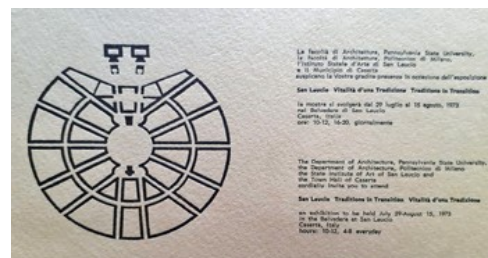 La facoltà di Architettura, Pennsylvania State University,
la facoltà di Architettura, Politecnico di Milano,
l'Istituto Statale d'Arte di San Leucio
e il Municipio di Caserta
auspicano la Vostra gradita presenza in occasione dell'esposizione
San Leucio Vitalità d'una Tradizione Traditions in Transition
la mostra si svolgerà dal 29 luglio al 15 agosto, 1973
nel Belvedere di San Leucio
Caserta, Italia
ore: 10-12, 16-20, giornalmente
The Department of Architecture, Pennsylvania State University,
the Department of Architecture, Politecnico di Milano
the State Institute of Art of San Leucio and
the Town Hall of Caserta
cordially invite you to attend
San Leucio Traditions in Transition Vitalità d'una Tradizione
an exhibition to be held July 29-August 15, 1973
in the Belvedere at San Leucio
Caserta, Italy
hours: 10-12, 4-8 everyday